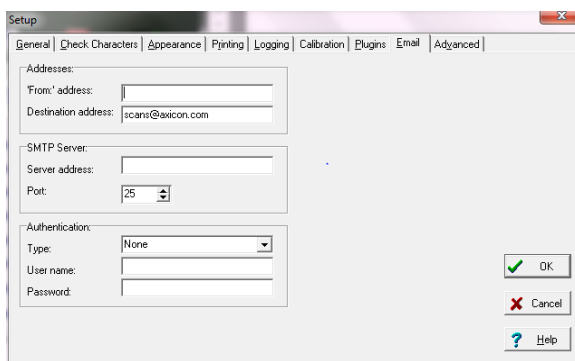 Setup
General Check Characters Appearance Printing Logging Calibration Plugins Email Advanced
Addresses:
'From:' address:
Destination address: scans@axicon.com
SMTP Server:
Server address:
Port: 25
Authentication:
Type: None
User name:
Password:
OK
Cancel
Help